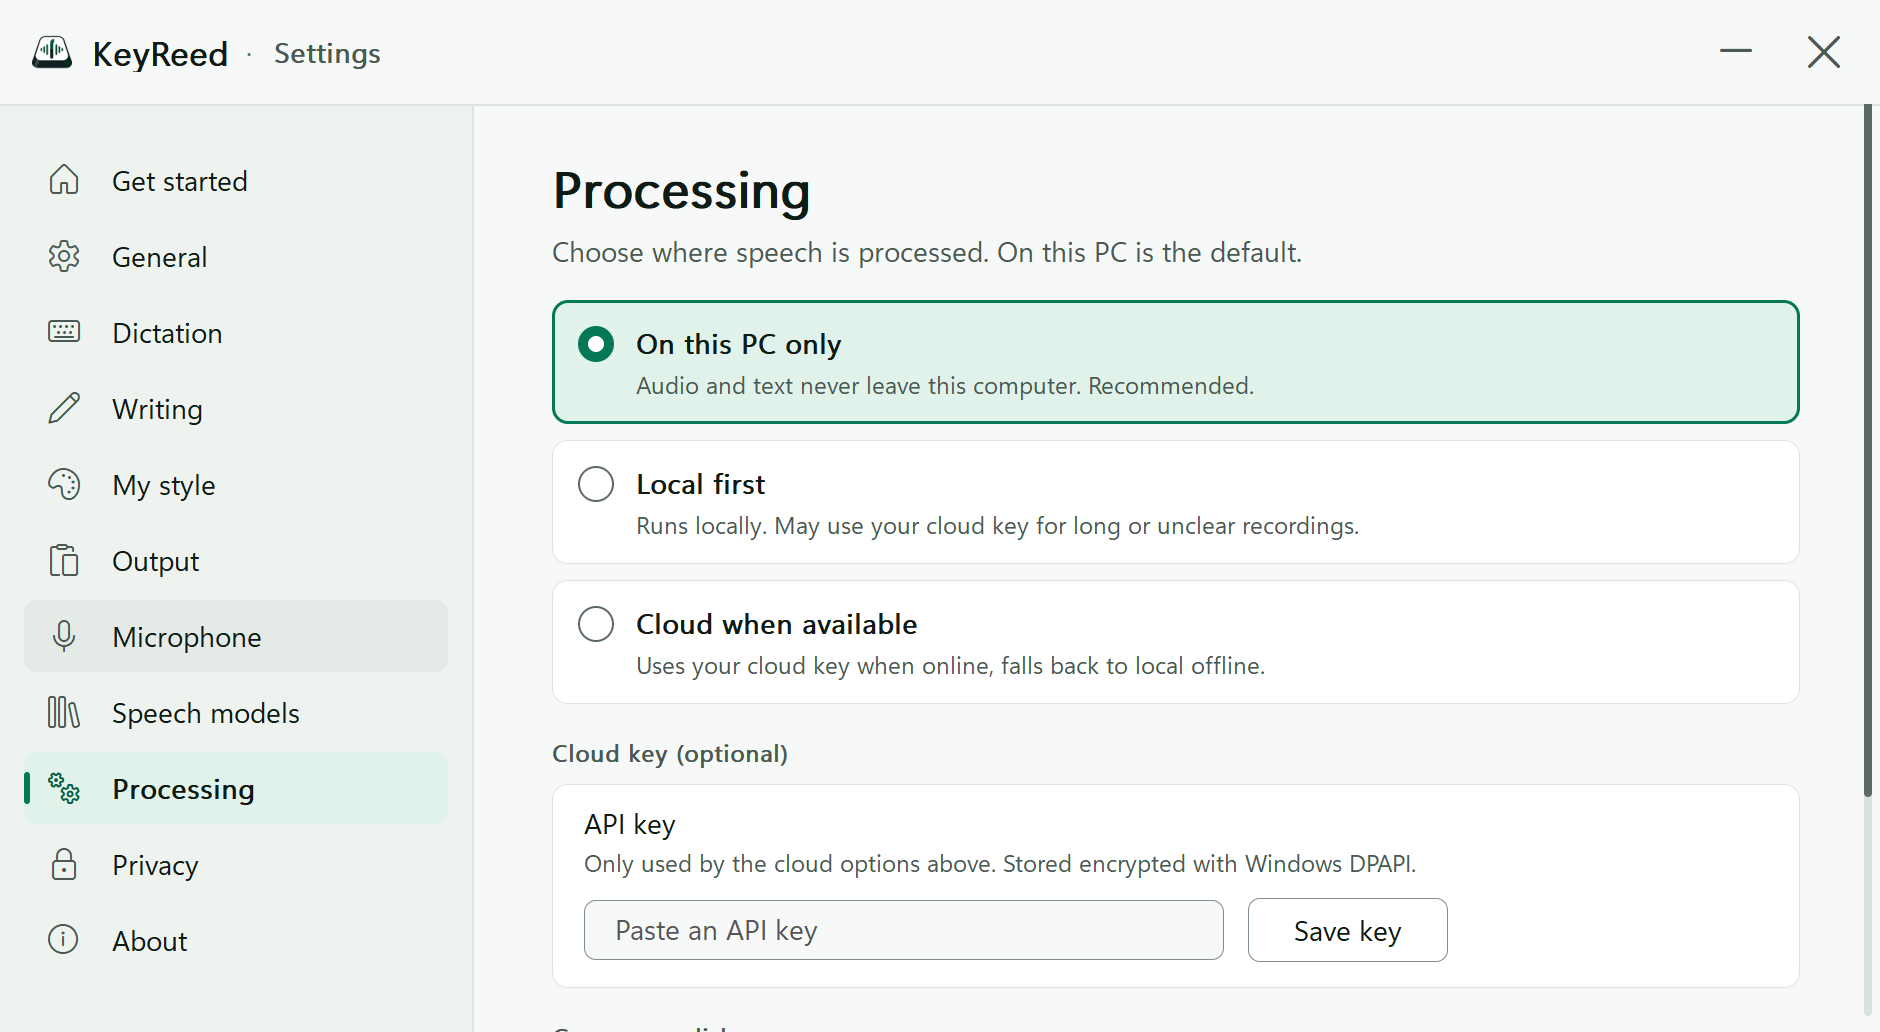 KeyReed · Settings
Get started
General
Dictation
Writing
My style
Output
Microphone
Speech models
Processing
Privacy
About
Processing
Choose where speech is processed. On this PC is the default.
On this PC only
Audio and text never leave this computer. Recommended.
Local first
Runs locally. May use your cloud key for long or unclear recordings.
Cloud when available
Uses your cloud key when online, falls back to local offline.
Cloud key (optional)
API key
Only used by the cloud options above. Stored encrypted with Windows DPAPI.
Paste an API key
Save key